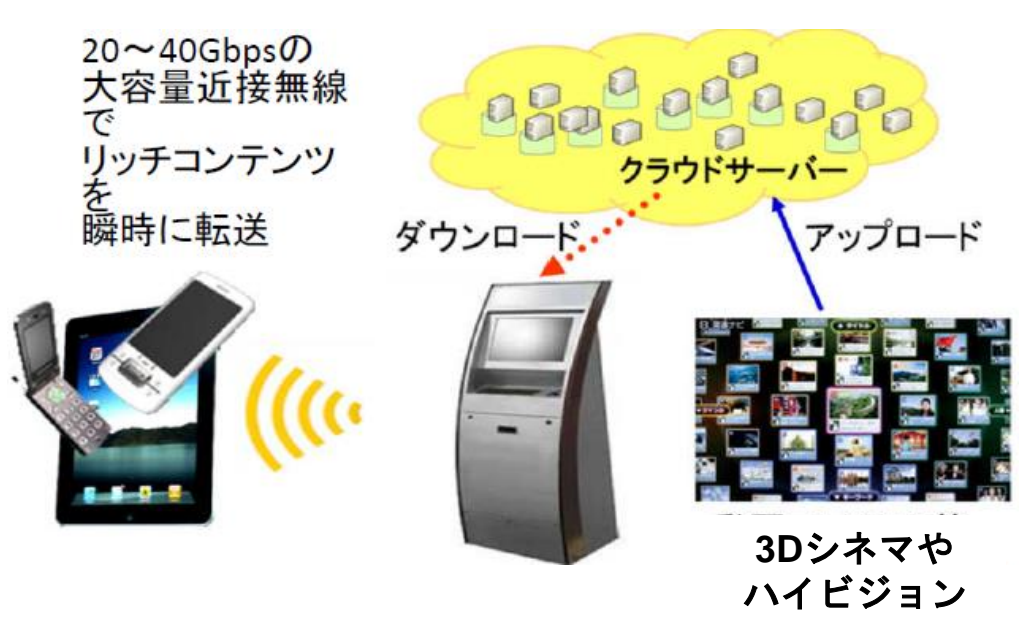 20～40Gbpsの
大容量近接無線
で
リッチコンテンツ
を
瞬時に転送
クラウドサーバー
ダウンロード
アップロード
3Dシネマや
ハイビジョン